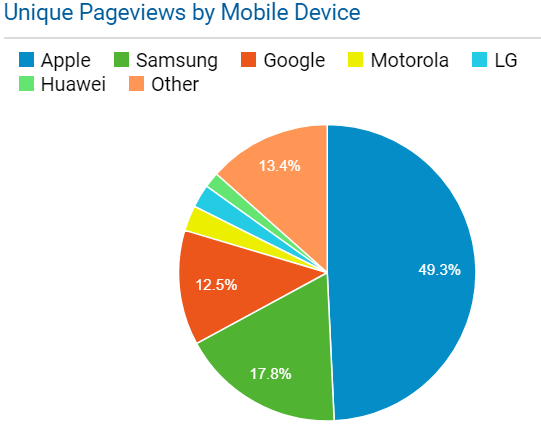 Unique Pageviews by Mobile Device
Apple Samsung Google Motorola LG
Huawei Other
13.4%
49.3%
12.5%
17.8%